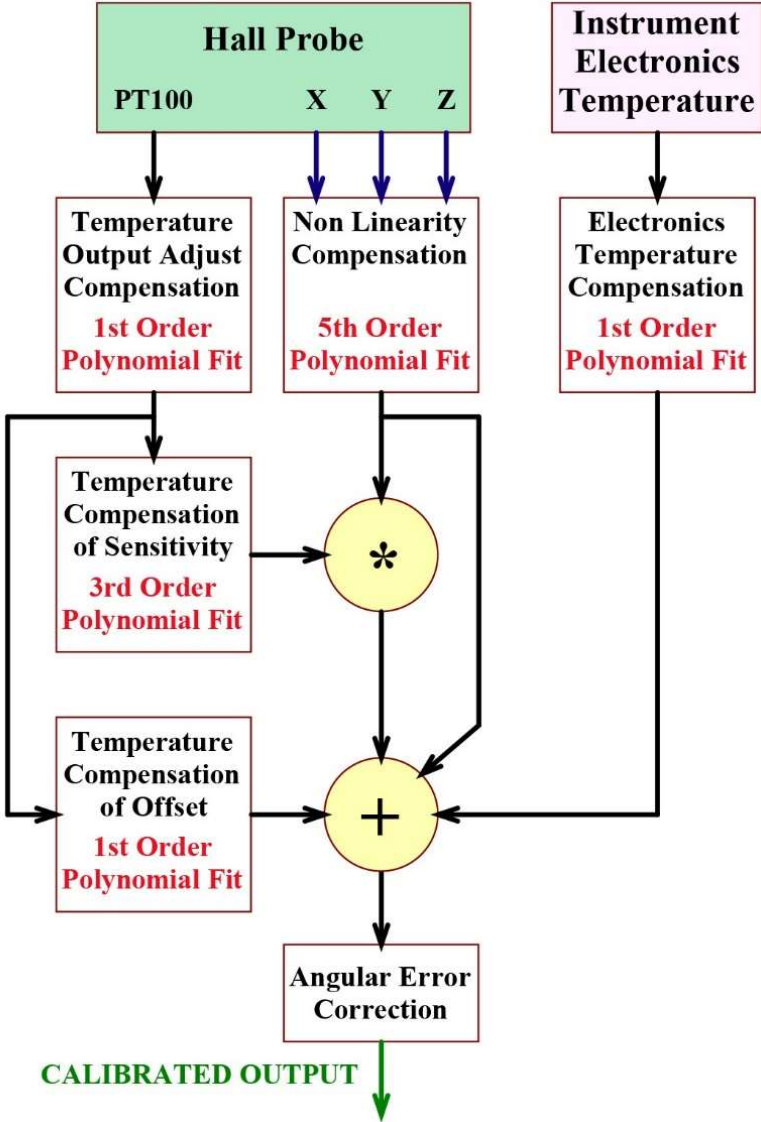 Hall Probe
PT100 X Y Z
Instrument
Electronics
Temperature
Temperature
Output Adjust
Compensation
1st Order
Polynomial Fit
Non Linearity
Compensation
5th Order
Polynomial Fit
Electronics
Temperature
Compensation
1st Order
Polynomial Fit
Temperature
Compensation
of Sensitivity
3rd Order
Polynomial Fit
*
Temperature
Compensation
of Offset
1st Order
Polynomial Fit
+
Angular Error
Correction
CALIBRATED OUTPUT